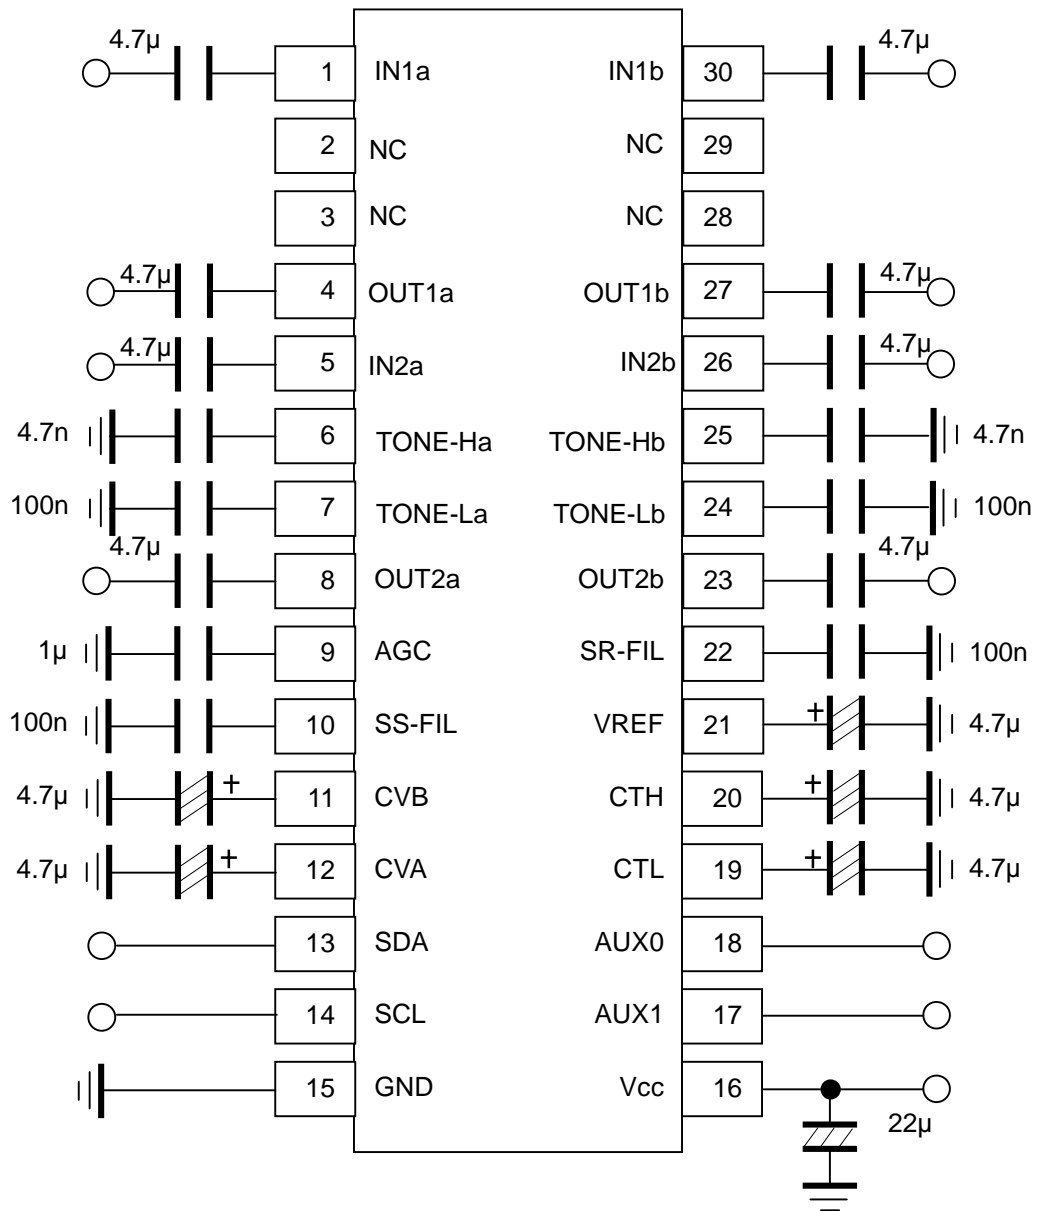 4.7µ 1 IN1a IN1b 30 4.7µ
2 NC NC 29
3 NC NC 28
4.7µ 4 OUT1a OUT1b 27 4.7µ
4.7µ 5 IN2a IN2b 26 4.7µ
4.7n 6 TONE-Ha TONE-Hb 25 4.7n
100n 7 TONE-La TONE-Lb 24 100n
4.7µ 8 OUT2a OUT2b 23 4.7µ
1µ 9 AGC SR-FIL 22 100n
100n 10 SS-FIL VREF 21 + 4.7µ
4.7µ + 11 CVB CTH 20 + 4.7µ
4.7µ + 12 CVA CTL 19 + 4.7µ
13 SDA AUX0 18
14 SCL AUX1 17
15 GND Vcc 16
22µ